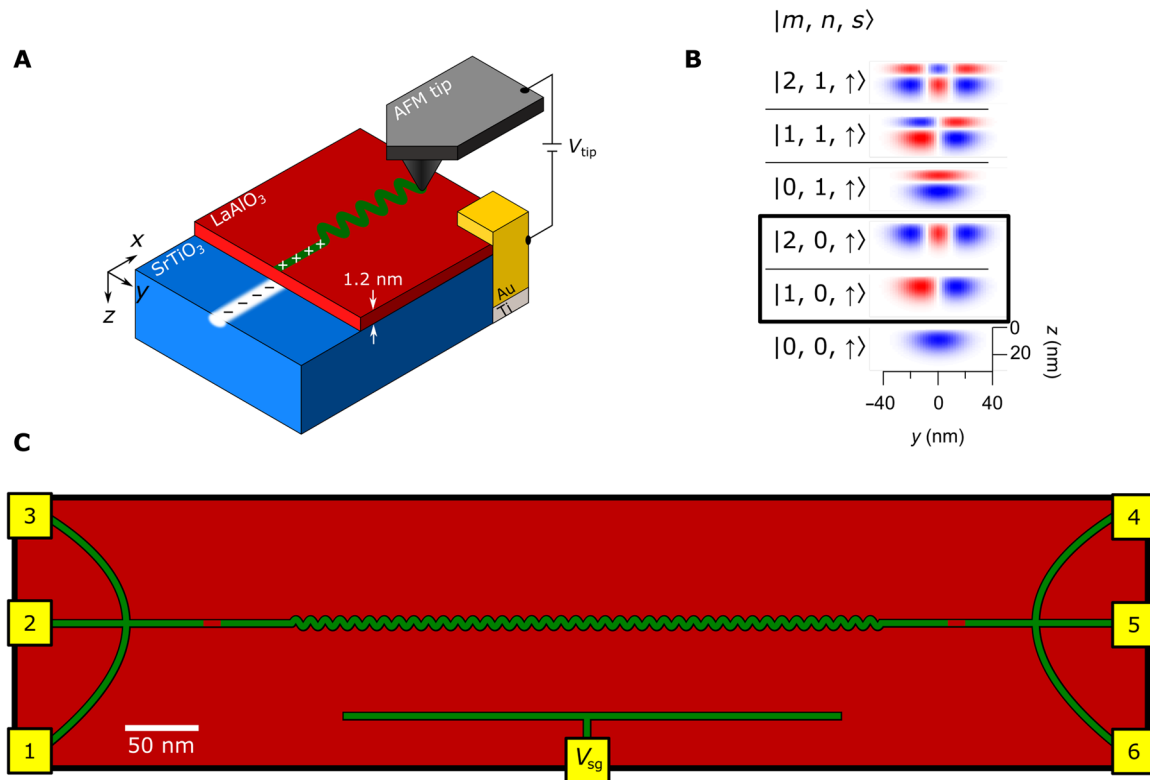 A
AFM tip
V_tip
LaAlO₃
SrTiO₃
x
y
z
1.2 nm
Au
Ti
+ + + +
− − − − −
B
|m, n, s⟩
|2, 1, ↑⟩
|1, 1, ↑⟩
|0, 1, ↑⟩
|2, 0, ↑⟩
|1, 0, ↑⟩
|0, 0, ↑⟩
0
20
z (nm)
−40 0 40
y (nm)
C
3
4
2
5
1
6
50 nm
V_sg